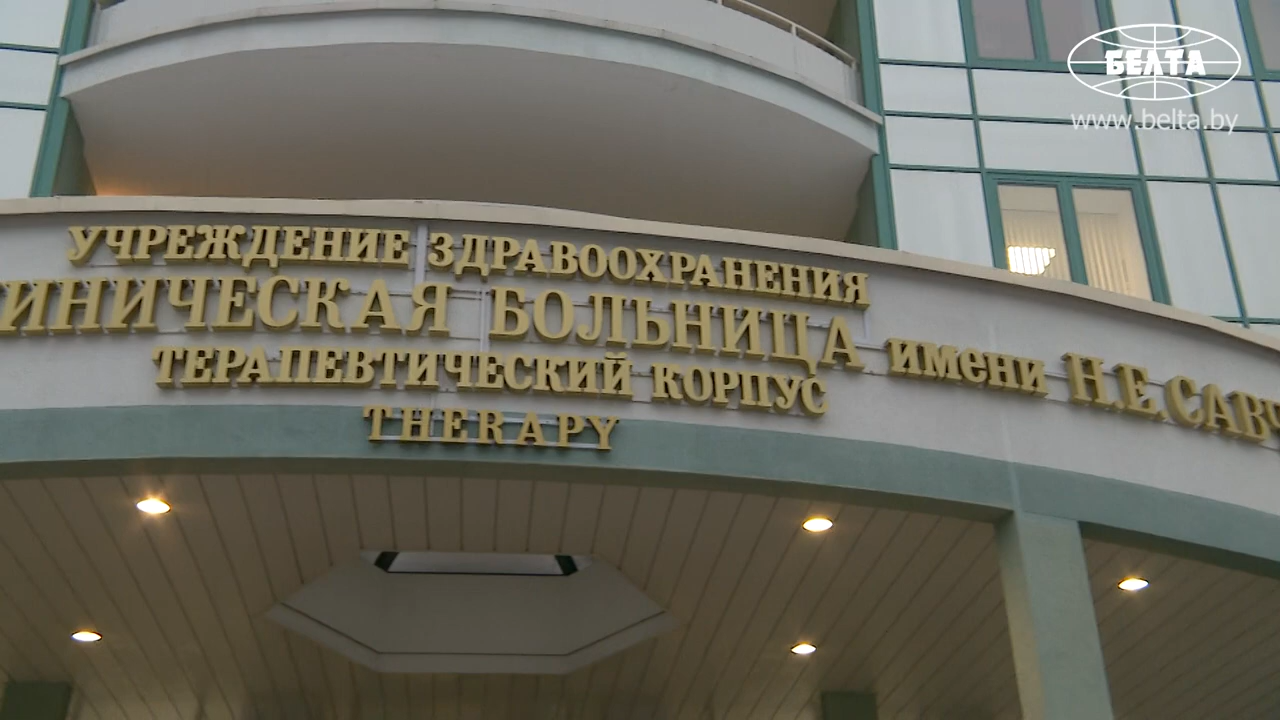 БЕЛТА
www.belta.by
УЧРЕЖДЕНИЕ ЗДРАВООХРАНЕНИЯ
ИНИЧЕСКАЯ БОЛЬНИЦА имени Н.Е. САВЧ
ТЕРАПЕВТИЧЕСКИЙ КОРПУС
THERAPY